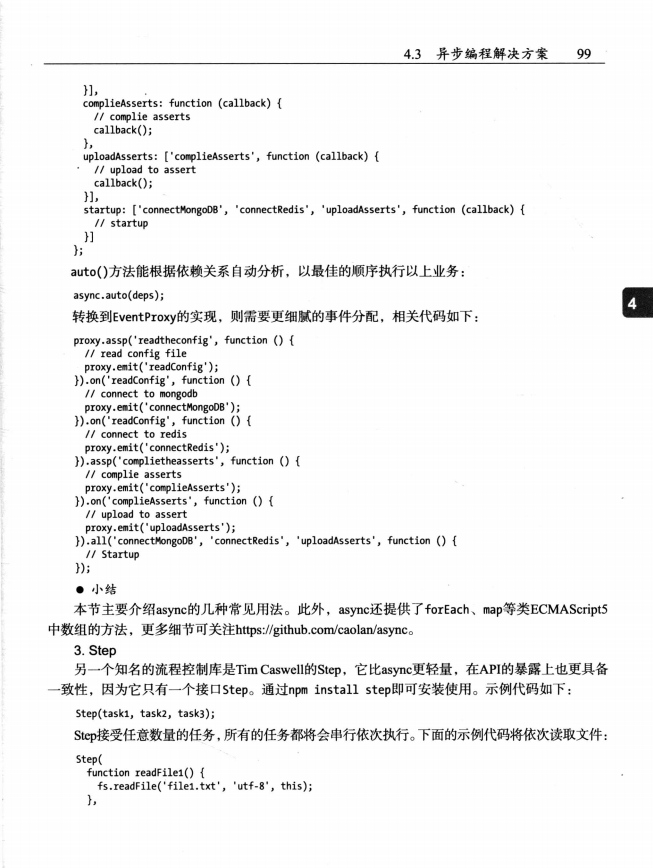 4.3 异步编程解决方案 99
}],
complieAsserts: function (callback) {
// complie asserts
callback();
},
uploadAsserts: ['complieAsserts', function (callback) {
// upload to assert
callback();
}],
startup: ['connectMongoDB', 'connectRedis', 'uploadAsserts', function (callback) {
// startup
}]
};
auto()方法能根据依赖关系自动分析，以最佳的顺序执行以上业务：
async.auto(deps);
4
转换到EventProxy的实现，则需要更细腻的事件分配，相关代码如下：
proxy.assp('readtheconfig', function () {
// read config file
proxy.emit('readConfig');
}).on('readConfig', function () {
// connect to mongodb
proxy.emit('connectMongoDB');
}).on('readConfig', function () {
// connect to redis
proxy.emit('connectRedis');
}).assp('complietheasserts', function () {
// complie asserts
proxy.emit('complieAsserts');
}).on('complieAsserts', function () {
// upload to assert
proxy.emit('uploadAsserts');
}).all('connectMongoDB', 'connectRedis', 'uploadAsserts', function () {
// Startup
});
● 小结
本节主要介绍async的几种常见用法。此外，async还提供了forEach、map等类ECMAScript5
中数组的方法，更多细节可关注https://github.com/caolan/async。
3. Step
另一个知名的流程控制库是Tim Caswell的Step，它比async更轻量，在API的暴露上也更具备
一致性，因为它只有一个接口Step。通过npm install step即可安装使用。示例代码如下：
Step(task1, task2, task3);
Step接受任意数量的任务，所有的任务都将会串行依次执行。下面的示例代码将依次读取文件：
Step(
function readFile1() {
fs.readFile('file1.txt', 'utf-8', this);
},